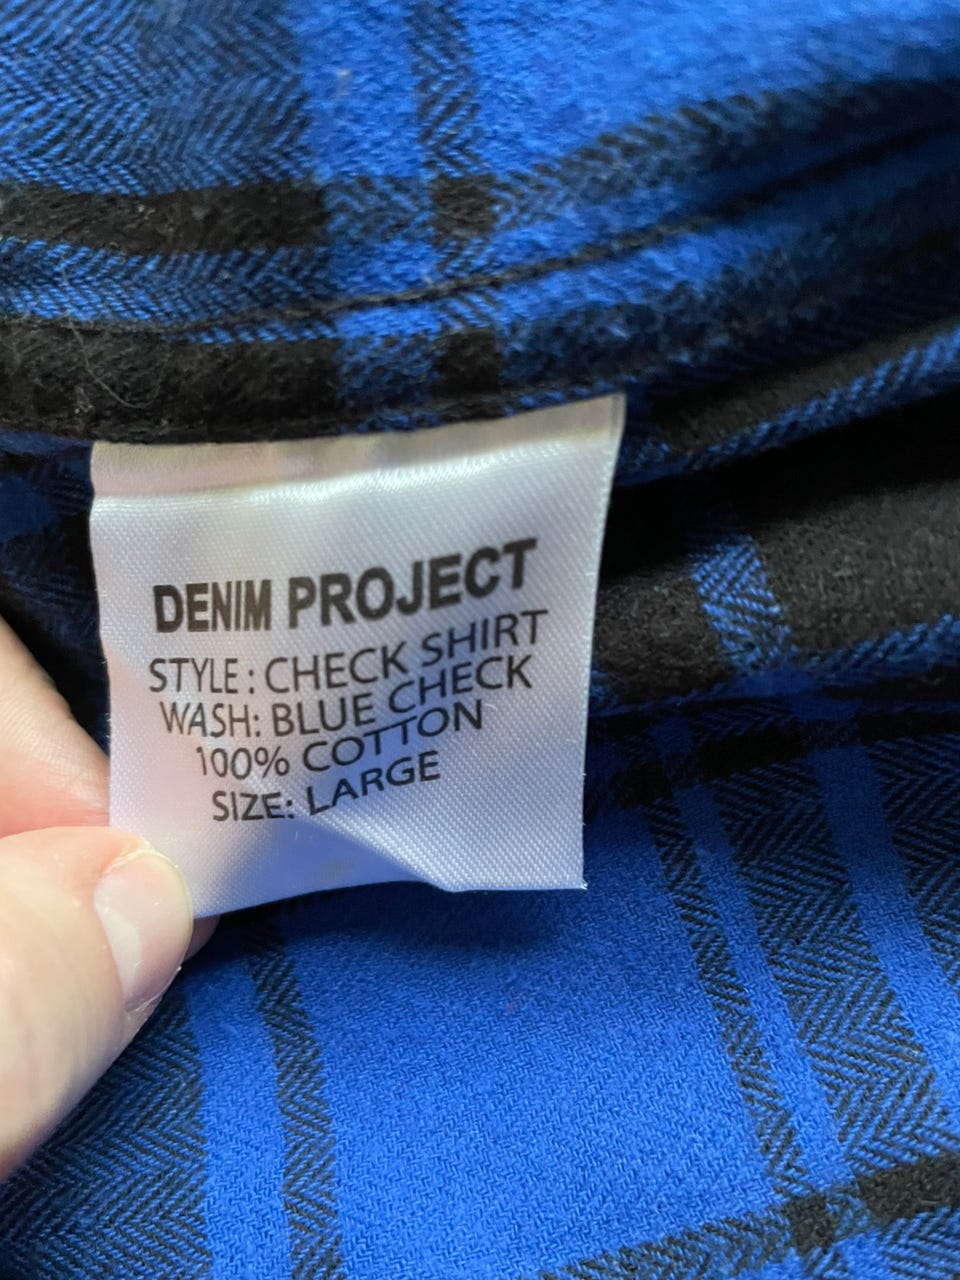 DENIM PROJECT
STYLE : CHECK SHIRT
WASH: BLUE CHECK
100% COTTON
SIZE: LARGE